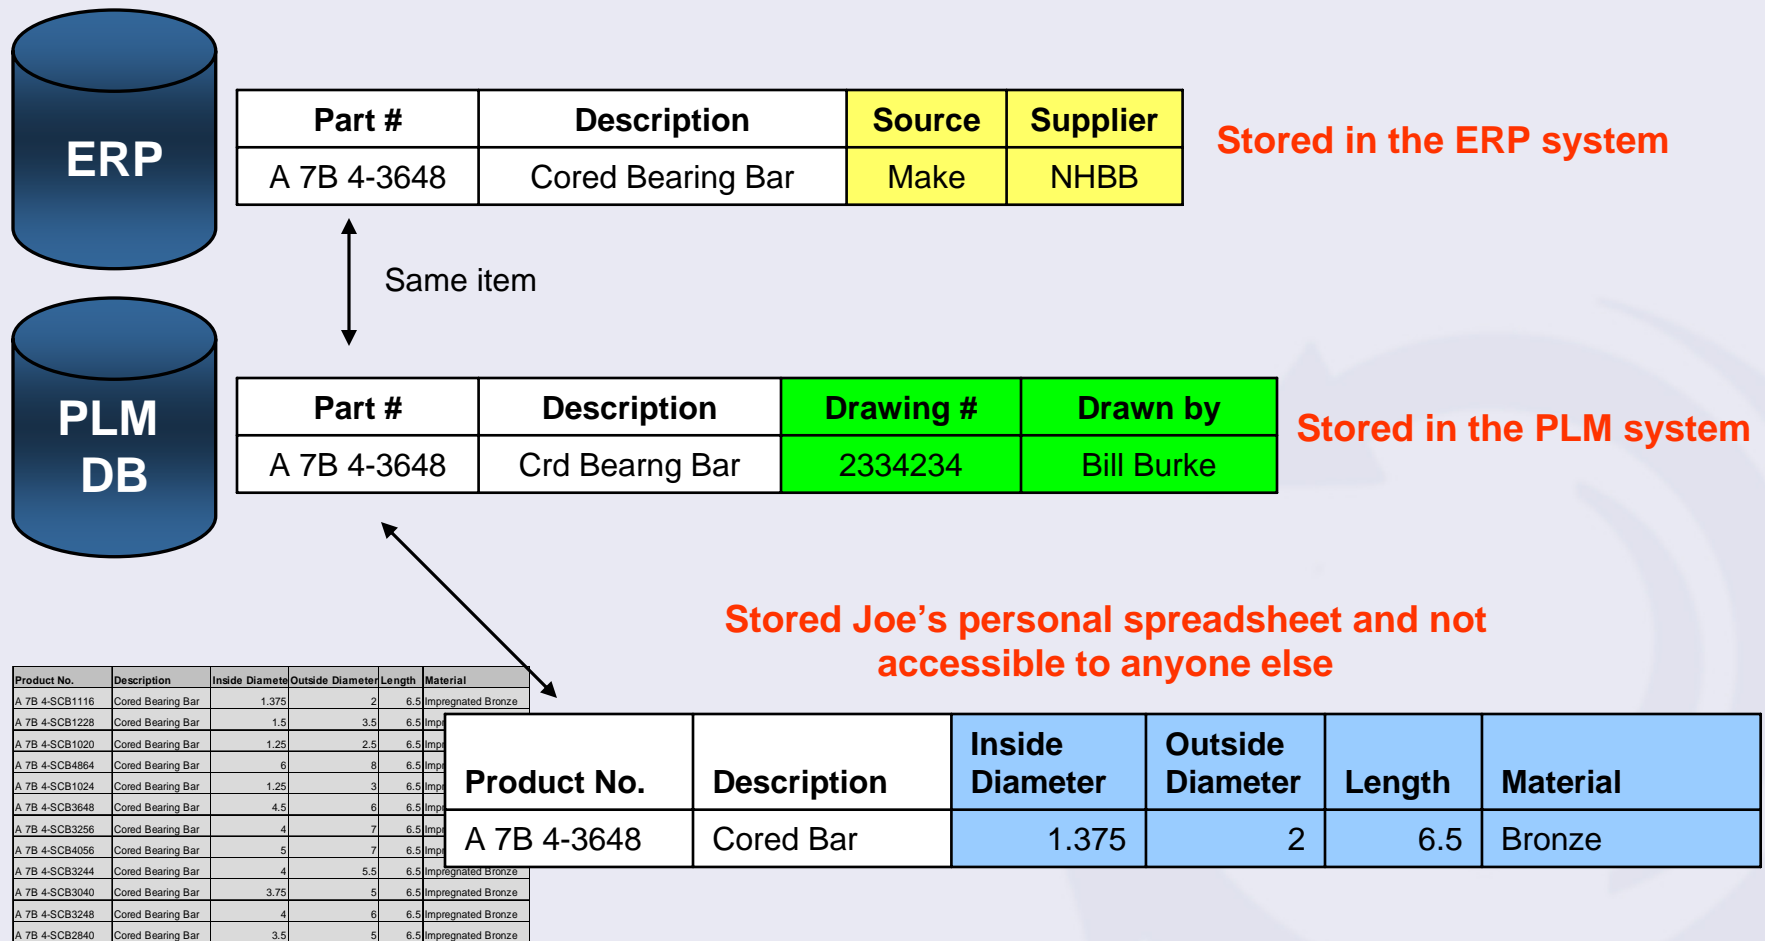 ERP
Part # Description Source Supplier
A 7B 4-3648 Cored Bearing Bar Make NHBB
Stored in the ERP system
Same item
PLM
DB
Part # Description Drawing # Drawn by
A 7B 4-3648 Crd Bearng Bar 2334234 Bill Burke
Stored in the PLM system
Stored Joe’s personal spreadsheet and not
accessible to anyone else
Product No. Description Inside Diamete Outside Diameter Length Material
A 7B 4-SCB1116 Cored Bearing Bar 1.375 2 6.5 Impregnated Bronze
A 7B 4-SCB1228 Cored Bearing Bar 1.5 3.5 6.5
A 7B 4-SCB1020 Cored Bearing Bar 1.25 2.5 6.5
A 7B 4-SCB4864 Cored Bearing Bar 6 8 6.5
A 7B 4-SCB1024 Cored Bearing Bar 1.25 3 6.5
A 7B 4-SCB3648 Cored Bearing Bar 4.5 6 6.5
A 7B 4-SCB3256 Cored Bearing Bar 4 7 6.5
A 7B 4-SCB4056 Cored Bearing Bar 5 7 6.5
A 7B 4-SCB3244 Cored Bearing Bar 4 5.5 6.5 Impregnated Bronze
A 7B 4-SCB3040 Cored Bearing Bar 3.75 5 6.5 Impregnated Bronze
A 7B 4-SCB3248 Cored Bearing Bar 4 6 6.5 Impregnated Bronze
A 7B 4-SCB2840 Cored Bearing Bar 3.5 5 6.5 Impregnated Bronze
Inside Outside
Product No. Description Diameter Diameter Length Material
A 7B 4-3648 Cored Bar 1.375 2 6.5 Bronze